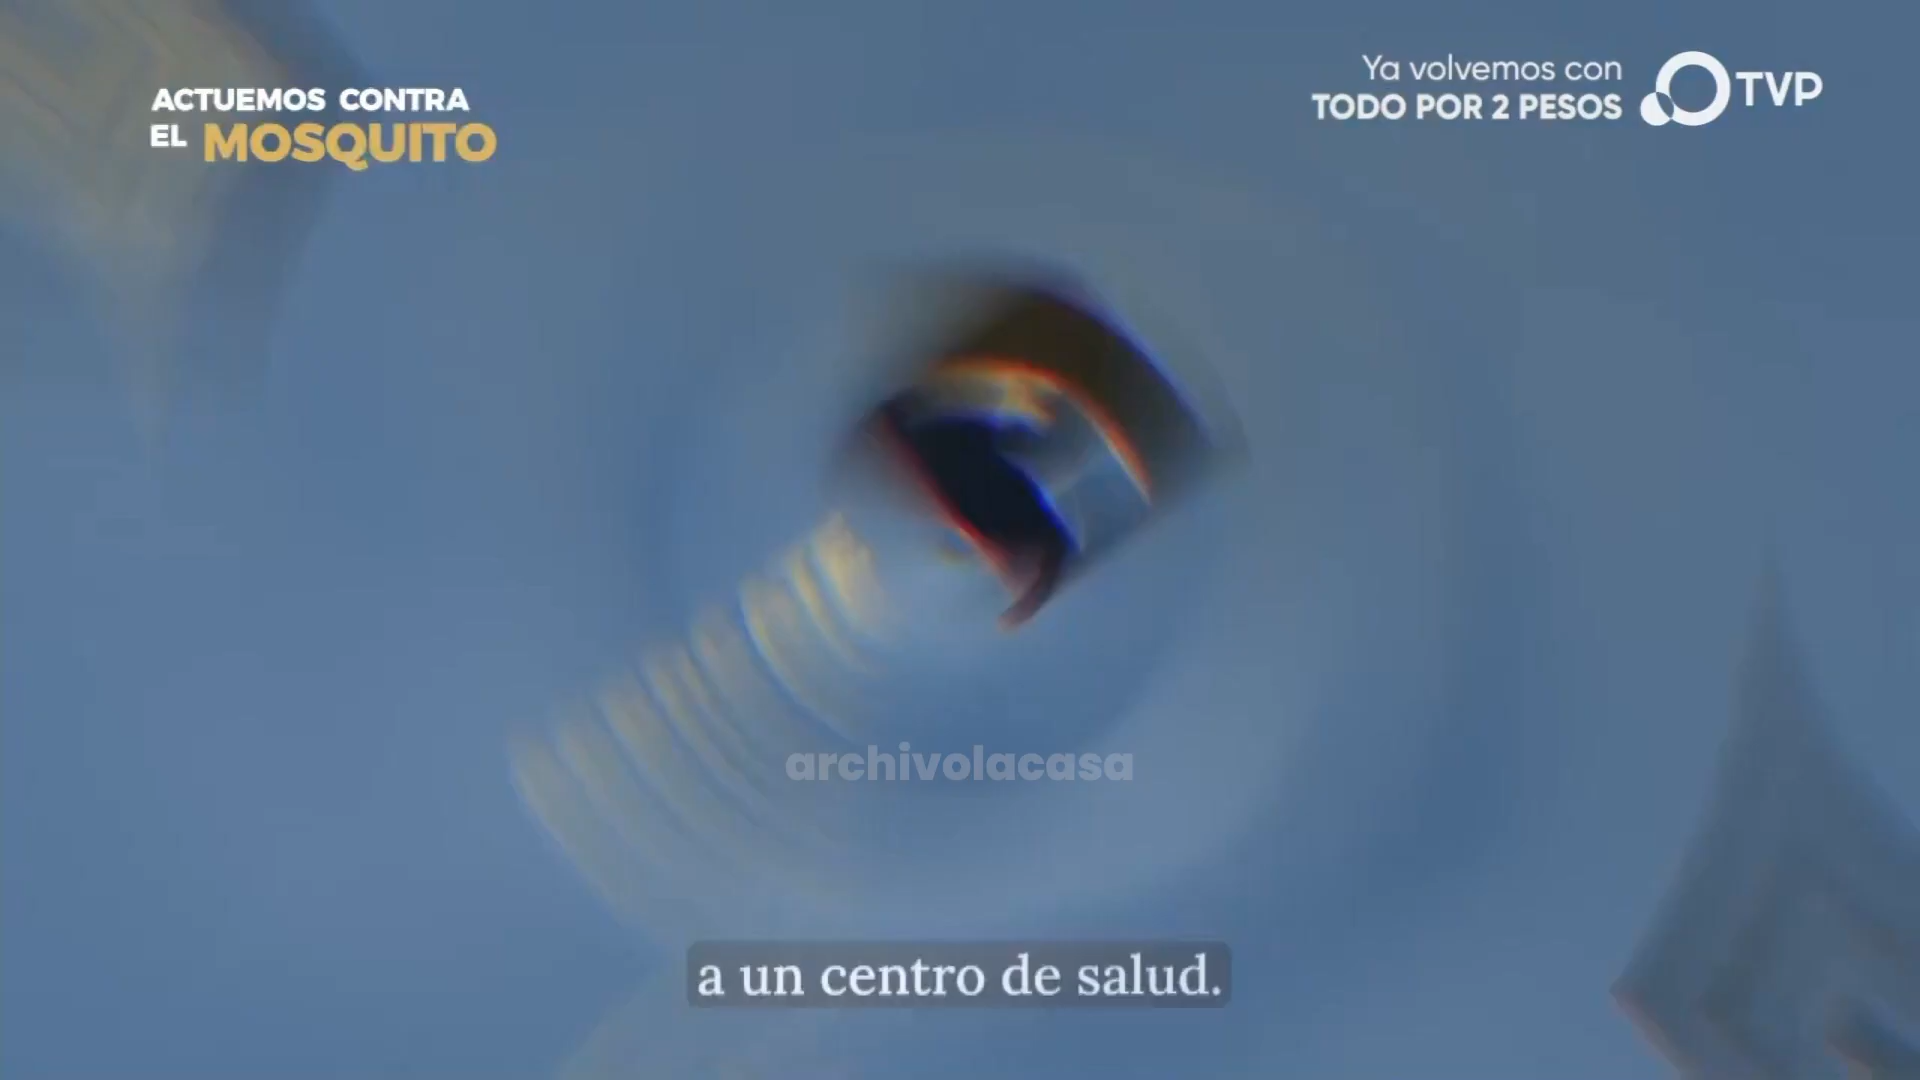 ACTUEMOS CONTRA
EL MOSQUITO
Ya volvemos con
TODO POR 2 PESOS
TVP
archivolacasa
a un centro de salud.